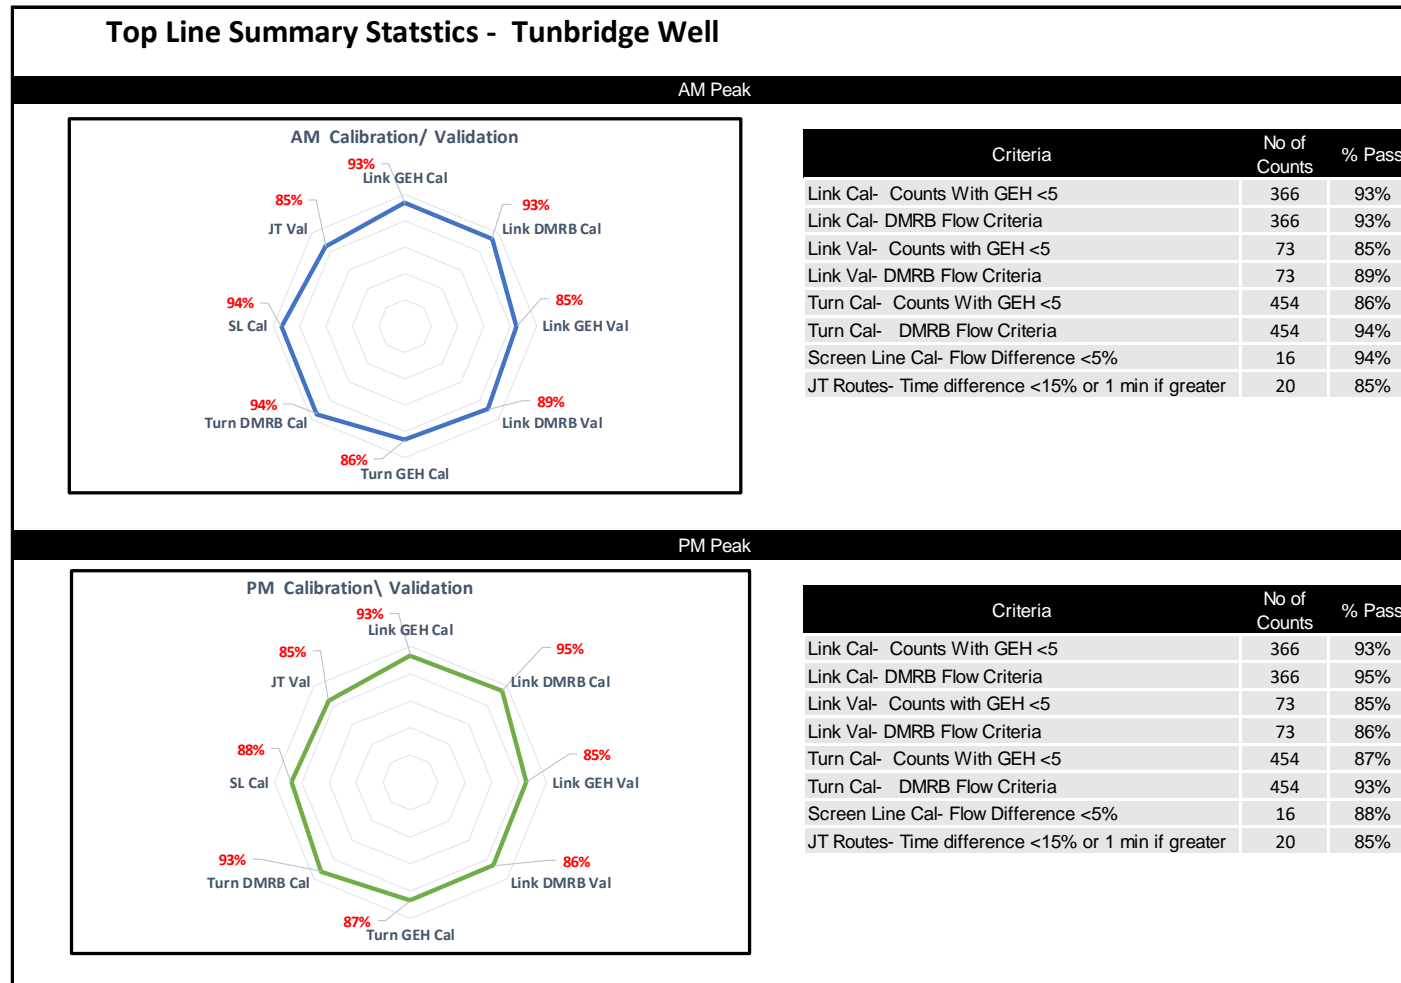 Top Line Summary Statstics - Tunbridge Well
AM Peak
AM Calibration/ Validation
93%
Link GEH Cal
93%
Link DMRB Cal
85%
Link GEH Val
89%
Link DMRB Val
86%
Turn GEH Cal
94%
Turn DMRB Cal
94%
SL Cal
85%
JT Val
Criteria No of Counts % Pass
Link Cal- Counts With GEH <5 366 93%
Link Cal- DMRB Flow Criteria 366 93%
Link Val- Counts with GEH <5 73 85%
Link Val- DMRB Flow Criteria 73 89%
Turn Cal- Counts With GEH <5 454 86%
Turn Cal- DMRB Flow Criteria 454 94%
Screen Line Cal- Flow Difference <5% 16 94%
JT Routes- Time difference <15% or 1 min if greater 20 85%
PM Peak
PM Calibration\ Validation
93%
Link GEH Cal
95%
Link DMRB Cal
85%
Link GEH Val
86%
Link DMRB Val
87%
Turn GEH Cal
93%
Turn DMRB Cal
88%
SL Cal
85%
JT Val
Criteria No of Counts % Pass
Link Cal- Counts With GEH <5 366 93%
Link Cal- DMRB Flow Criteria 366 95%
Link Val- Counts with GEH <5 73 85%
Link Val- DMRB Flow Criteria 73 86%
Turn Cal- Counts With GEH <5 454 87%
Turn Cal- DMRB Flow Criteria 454 93%
Screen Line Cal- Flow Difference <5% 16 88%
JT Routes- Time difference <15% or 1 min if greater 20 85%